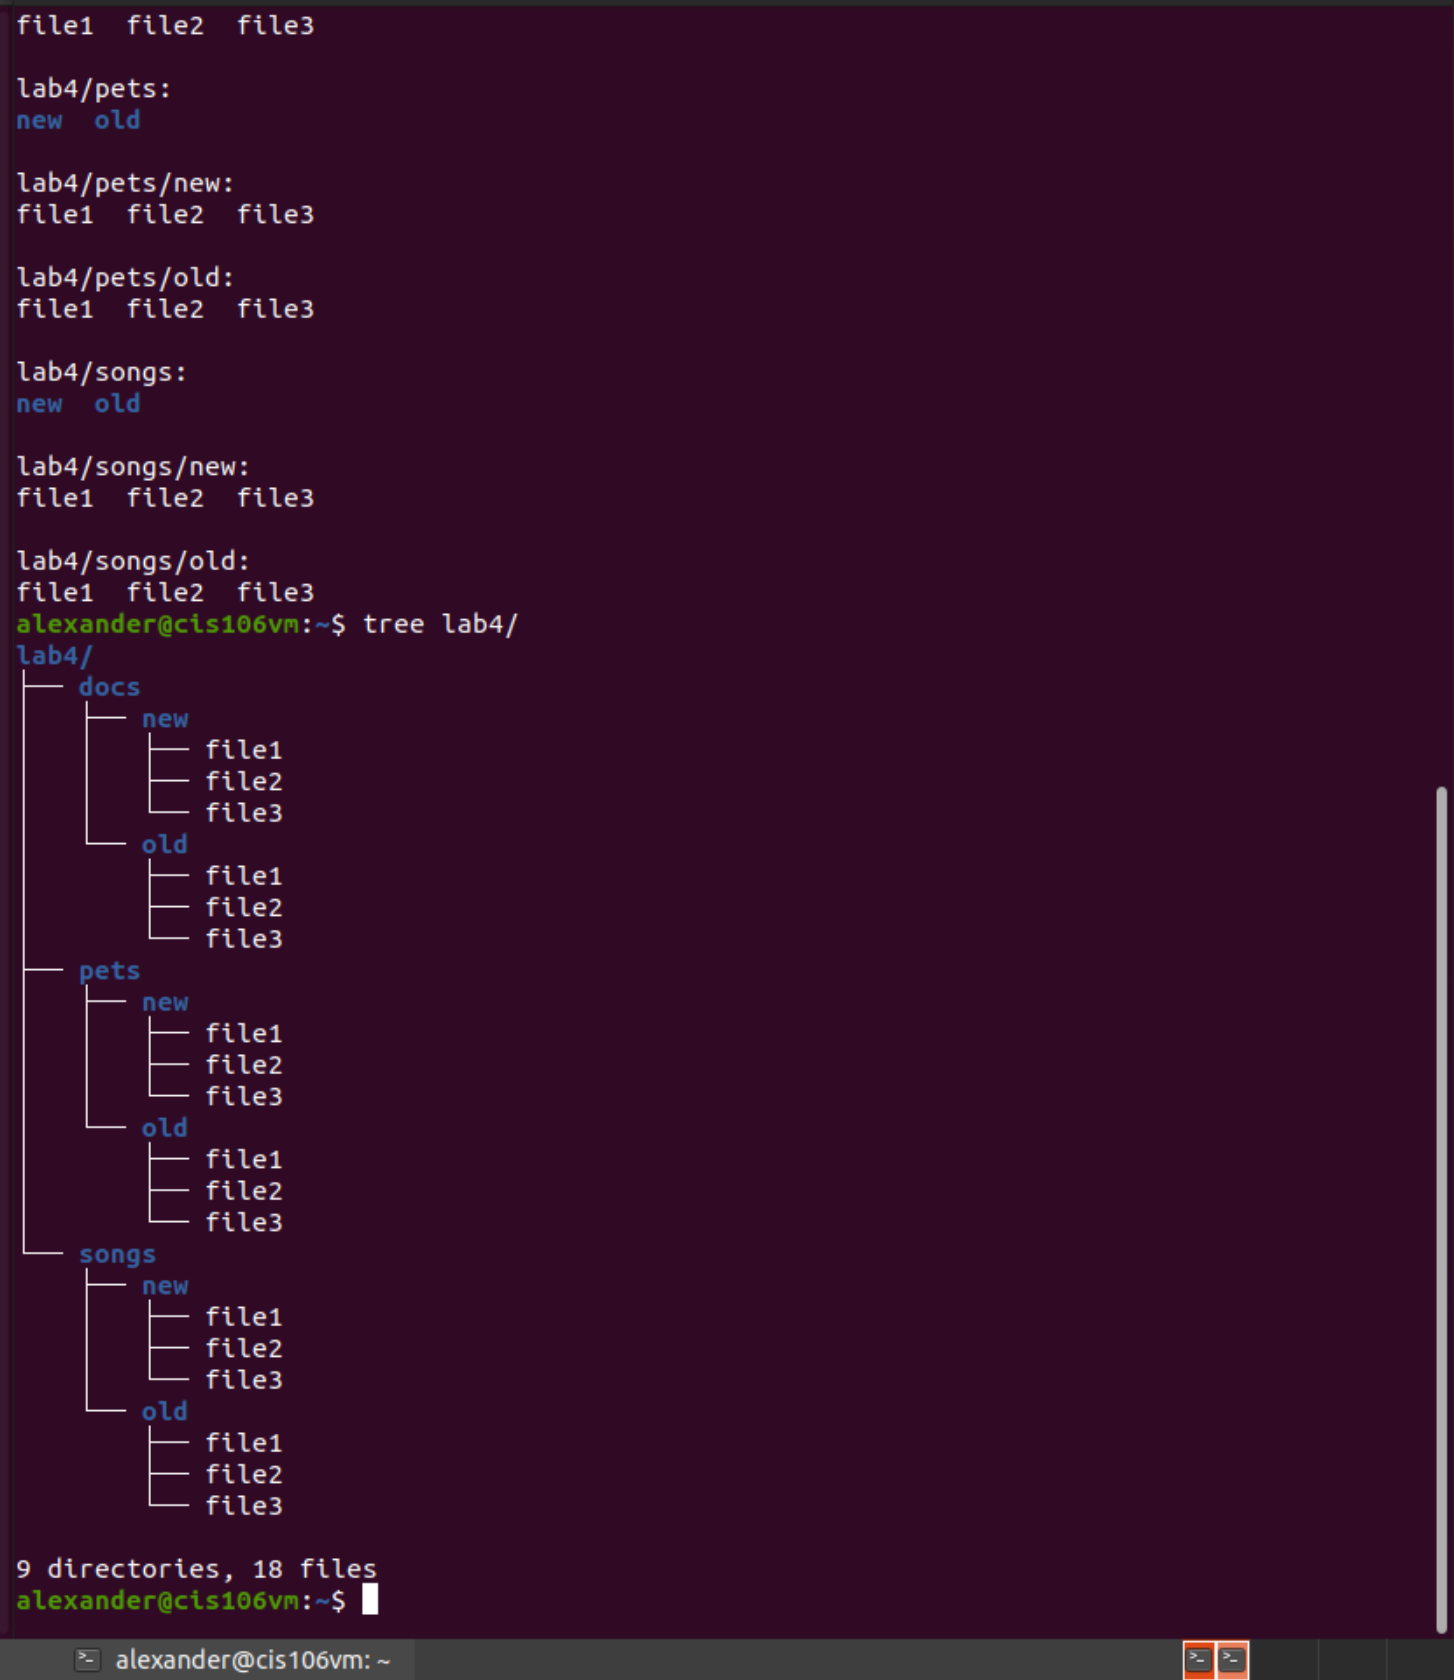 file1  file2  file3

lab4/pets:
new  old

lab4/pets/new:
file1  file2  file3

lab4/pets/old:
file1  file2  file3

lab4/songs:
new  old

lab4/songs/new:
file1  file2  file3

lab4/songs/old:
file1  file2  file3
alexander@cis106vm:~$ tree lab4/
lab4/
├── docs
│   ├── new
│   │   ├── file1
│   │   ├── file2
│   │   └── file3
│   └── old
│       ├── file1
│       ├── file2
│       └── file3
├── pets
│   ├── new
│   │   ├── file1
│   │   ├── file2
│   │   └── file3
│   └── old
│       ├── file1
│       ├── file2
│       └── file3
└── songs
    ├── new
    │   ├── file1
    │   ├── file2
    │   └── file3
    └── old
        ├── file1
        ├── file2
        └── file3

9 directories, 18 files
alexander@cis106vm:~$
alexander@cis106vm: ~